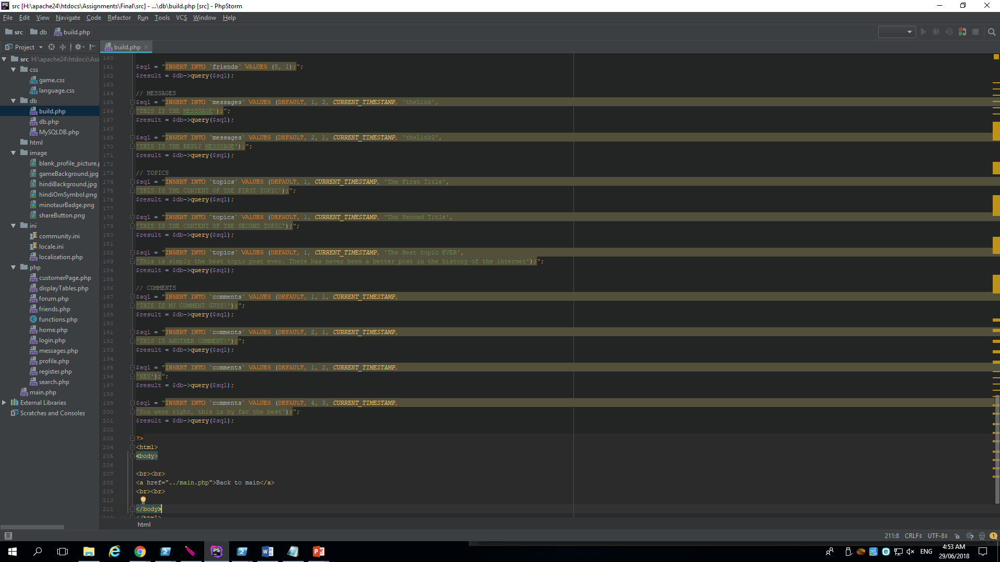 src [H:\apache24\htdocs\Assignments\Final\src] - ...\db\build.php [src] - PhpStorm
File Edit View Navigate Code Refactor Run Tools VCS Window Help
src db build.php
Project
build.php
src H:\apache24\htdocs\Ass
css
game.css
language.css
db
build.php
db.php
MySQLDB.php
html
image
blank_profile_picture.p
gameBackground.jpg
hindiBackground.jpg
hindiOmSymbol.png
minotaurBadge.png
shareButton.png
ini
community.ini
locale.ini
localization.php
php
customerPage.php
displayTables.php
forum.php
friends.php
functions.php
home.php
login.php
messages.php
profile.php
register.php
search.php
main.php
External Libraries
Scratches and Consoles
160
161 $sql = "INSERT INTO `friends` VALUES (5, 1);";
162 $result = $db->query($sql);
163
164 // MESSAGES
165 $sql = "INSERT INTO `messages` VALUES (DEFAULT, 1, 2, CURRENT_TIMESTAMP, 'theLink',
166 'THIS IS THE MESSSAGE');";
167 $result = $db->query($sql);
168
169 $sql = "INSERT INTO `messages` VALUES (DEFAULT, 2, 1, CURRENT_TIMESTAMP, 'theLink2',
170 'THIS IS THE REPLY MESSSAGE');";
171 $result = $db->query($sql);
172
173 // TOPICS
174 $sql = "INSERT INTO `topics` VALUES (DEFAULT, 1, CURRENT_TIMESTAMP, 'The First Title',
175 'THIS IS THE CONTENT OF THE FIRST TOPIC');";
176 $result = $db->query($sql);
177
178 $sql = "INSERT INTO `topics` VALUES (DEFAULT, 1, CURRENT_TIMESTAMP, 'The Second Title',
179 'THIS IS THE CONTENT OF THE SECOND TOPIC');";
180 $result = $db->query($sql);
181
182 $sql = "INSERT INTO `topics` VALUES (DEFAULT, 1, CURRENT_TIMESTAMP, 'The Best topic EVER',
183 'This is simply the best topic post ever. There has never been a better post in the history of the internet');";
184 $result = $db->query($sql);
185
186 // COMMENTS
187 $sql = "INSERT INTO `comments` VALUES (DEFAULT, 1, 1, CURRENT_TIMESTAMP,
188 'THIS IS MY COMMENT GUYS!');";
189 $result = $db->query($sql);
190
191 $sql = "INSERT INTO `comments` VALUES (DEFAULT, 2, 1, CURRENT_TIMESTAMP,
192 'THIS IS ANOTHER COMMENT!');";
193 $result = $db->query($sql);
194
195 $sql = "INSERT INTO `comments` VALUES (DEFAULT, 1, 2, CURRENT_TIMESTAMP,
196 'HEY');";
197 $result = $db->query($sql);
198
199 $sql = "INSERT INTO `comments` VALUES (DEFAULT, 4, 3, CURRENT_TIMESTAMP,
200 'You were right, this is by far the best');";
201 $result = $db->query($sql);
202
203 ?>
204 <html>
205 <body>
206
207 <br><br>
208 <a href="../main.php">Back to main</a>
209 <br><br>
210
211 </body>
212 </html>
html
211:8 CRLF UTF-8 1
ENG
4:53 AM
29/06/2018